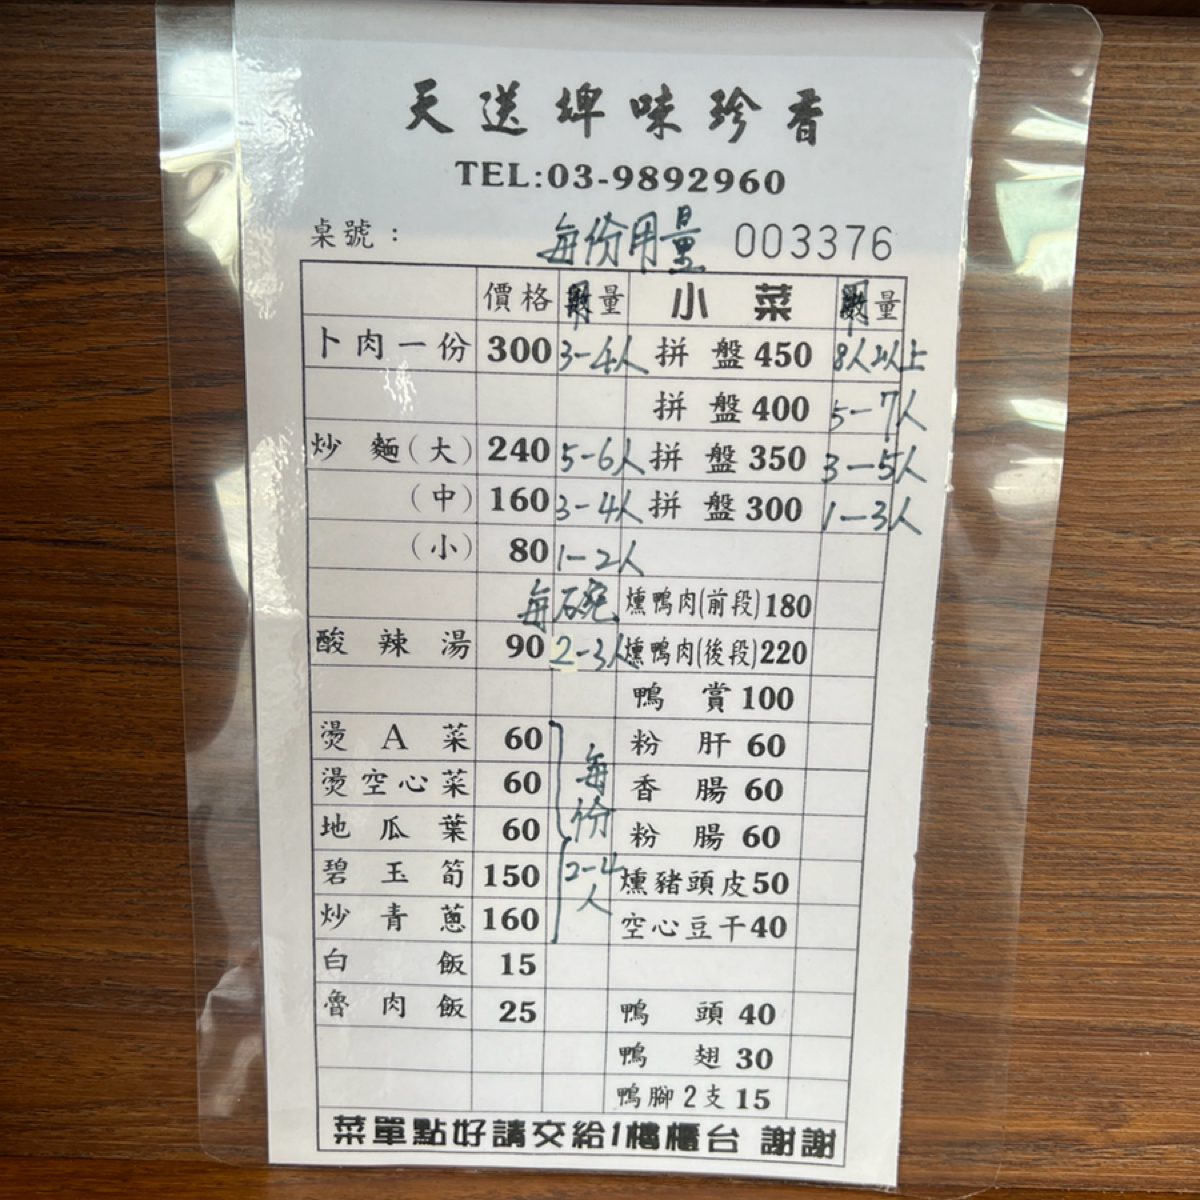 天送埤味珍香
TEL:03-9892960
桌號： 每份用量 003376
價格 用量 小菜 用量
卜肉一份 300 3-4人 拼盤 450 8人以上
拼盤 400 5-7人
炒麵(大) 240 5-6人 拼盤 350 3-5人
(中) 160 3-4人 拼盤 300 1-3人
(小) 80 1-2人
每碗 燻鴨肉(前段) 180
酸辣湯 90 2-3人 燻鴨肉(後段) 220
鴨賞 100
燙A菜 60 粉肝 60
燙空心菜 60 每 香腸 60
地瓜葉 60 份 粉腸 60
碧玉筍 150 2-4 燻豬頭皮 50
炒青蔥 160 人 空心豆干 40
白飯 15
魯肉飯 25 鴨頭 40
鴨翅 30
鴨腳2支 15
菜單點好請交給1樓櫃台 謝謝